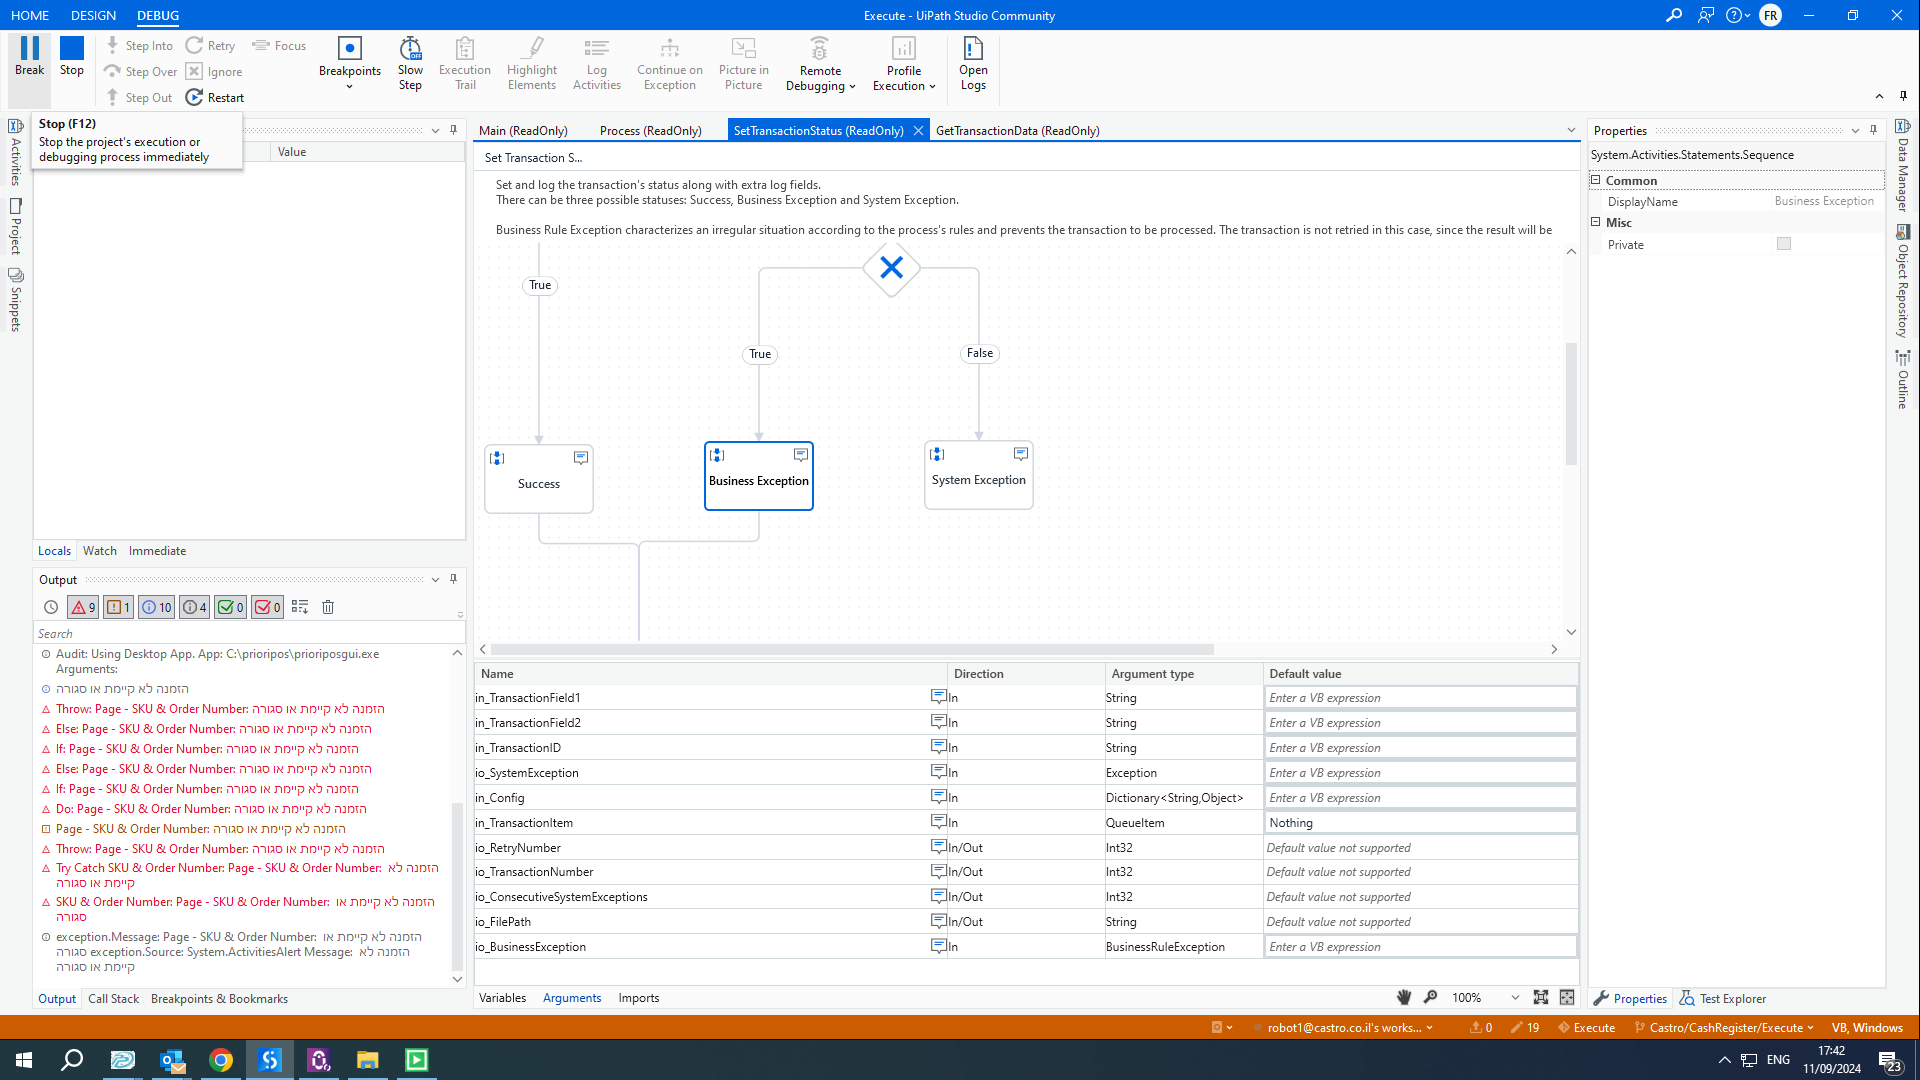 HOME DESIGN DEBUG Execute - UiPath Studio Community FR
Break Stop Step Into Step Over Step Out Retry Ignore Restart Focus
Breakpoints Slow Step Execution Trail Highlight Elements Log Activities Continue on Exception Picture in Picture Remote Debugging Profile Execution Open Logs
Stop (F12)
Stop the project's execution or
debugging process immediately
Value
Activities
Project
Snippets
Locals Watch Immediate
Output
9 1 10 4 0 0
Search
Audit: Using Desktop App. App: C:\prioripos\prioriposgui.exe
Arguments:
הזמנה לא קיימת או סגורה
Throw: Page - SKU & Order Number: הזמנה לא קיימת או סגורה
Else: Page - SKU & Order Number: הזמנה לא קיימת או סגורה
If: Page - SKU & Order Number: הזמנה לא קיימת או סגורה
Else: Page - SKU & Order Number: הזמנה לא קיימת או סגורה
If: Page - SKU & Order Number: הזמנה לא קיימת או סגורה
Do: Page - SKU & Order Number: הזמנה לא קיימת או סגורה
Page - SKU & Order Number: הזמנה לא קיימת או סגורה
Throw: Page - SKU & Order Number: הזמנה לא קיימת או סגורה
Try Catch SKU & Order Number: Page - SKU & Order Number: הזמנה לא
קיימת או סגורה
SKU & Order Number: Page - SKU & Order Number: הזמנה לא קיימת או
סגורה
exception.Message: Page - SKU & Order Number: הזמנה לא קיימת או
סגורה exception.Source: System.ActivitiesAlert Message: הזמנה לא
קיימת או סגורה
Output Call Stack Breakpoints & Bookmarks
Main (ReadOnly) Process (ReadOnly) SetTransactionStatus (ReadOnly) GetTransactionData (ReadOnly)
Set Transaction S...
Set and log the transaction's status along with extra log fields.
There can be three possible statuses: Success, Business Exception and System Exception.
Business Rule Exception characterizes an irregular situation according to the process's rules and prevents the transaction to be processed. The transaction is not retried in this case, since the result will be
True
True
False
Success
Business Exception
System Exception
Name Direction Argument type Default value
in_TransactionField1 In String Enter a VB expression
in_TransactionField2 In String Enter a VB expression
in_TransactionID In String Enter a VB expression
io_SystemException In Exception Enter a VB expression
in_Config In Dictionary<String,Object> Enter a VB expression
in_TransactionItem In QueueItem Nothing
io_RetryNumber In/Out Int32 Default value not supported
io_TransactionNumber In/Out Int32 Default value not supported
io_ConsecutiveSystemExceptions In/Out Int32 Default value not supported
io_FilePath In/Out String Default value not supported
io_BusinessException In BusinessRuleException Enter a VB expression
Variables Arguments Imports 100%
Properties
System.Activities.Statements.Sequence
Common
DisplayName Business Exception
Misc
Private
Properties Test Explorer
Data Manager
Object Repository
Outline
robot1@castro.co.il's works... 0 19 Execute Castro/CashRegister/Execute VB, Windows
ENG 17:42
11/09/2024 23